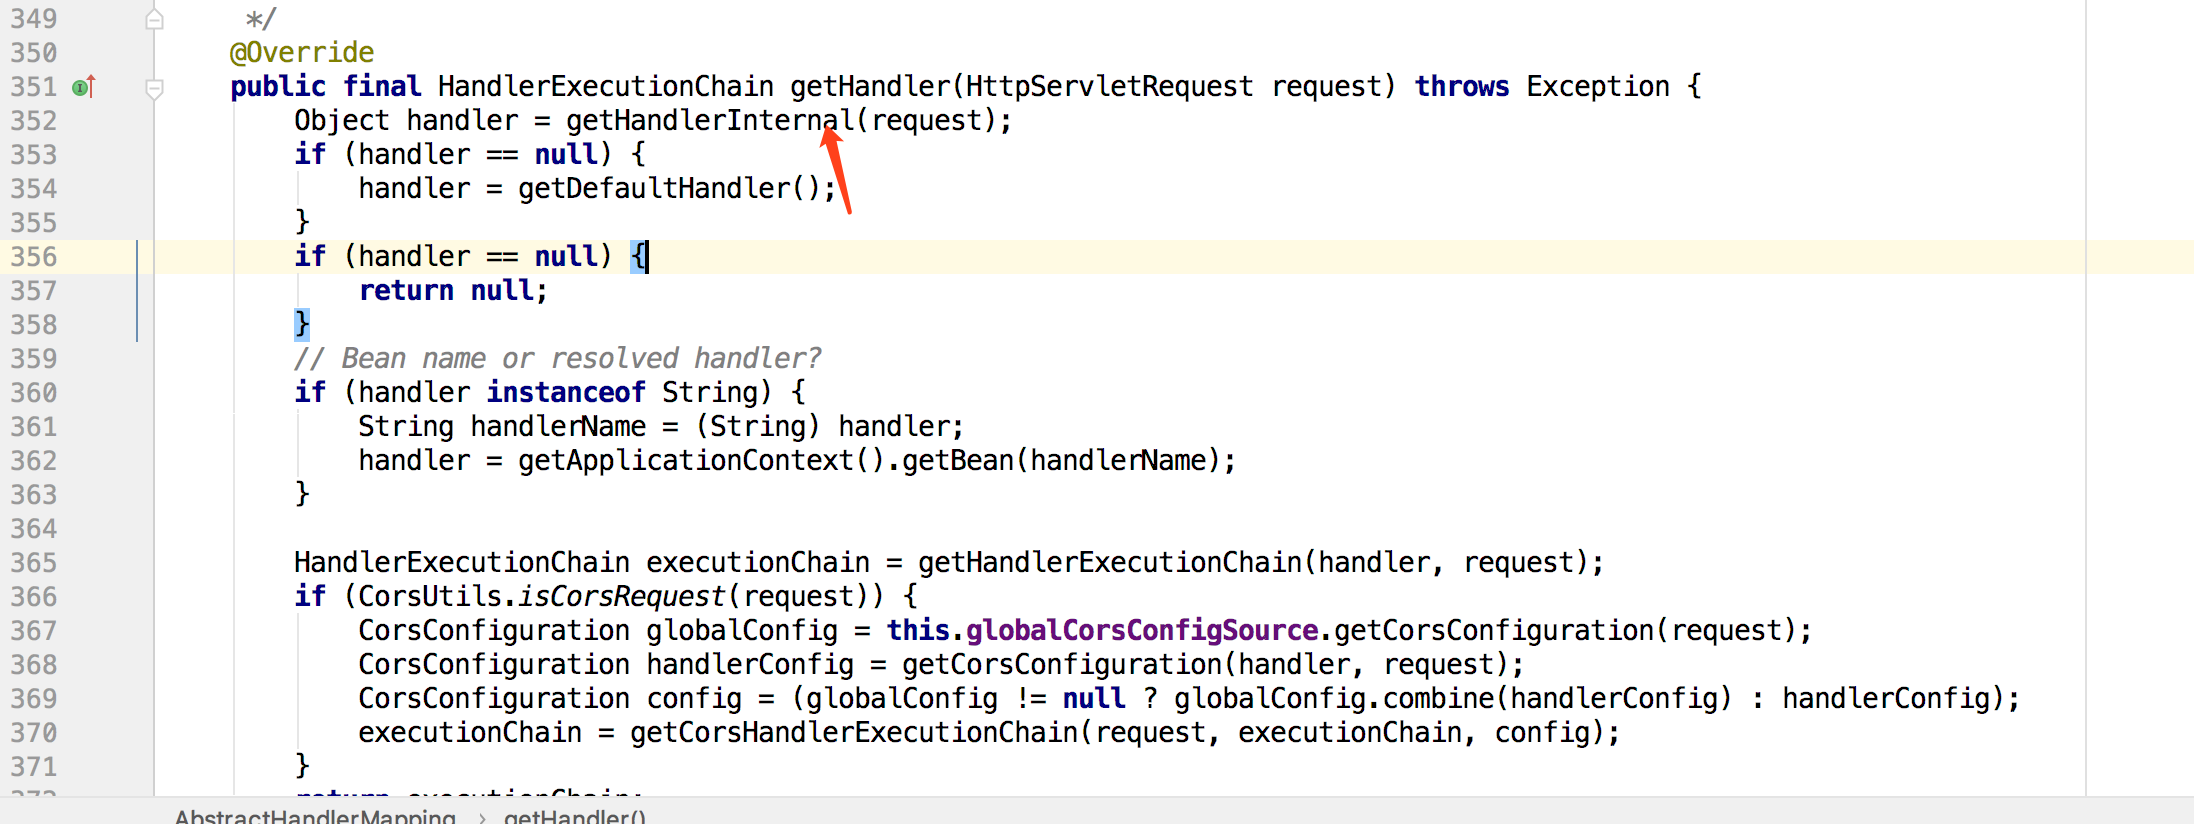 349 */
350 @Override
351 public final HandlerExecutionChain getHandler(HttpServletRequest request) throws Exception {
352 Object handler = getHandlerInternal(request);
353 if (handler == null) {
354 handler = getDefaultHandler();
355 }
356 if (handler == null) {
357 return null;
358 }
359 // Bean name or resolved handler?
360 if (handler instanceof String) {
361 String handlerName = (String) handler;
362 handler = getApplicationContext().getBean(handlerName);
363 }
364
365 HandlerExecutionChain executionChain = getHandlerExecutionChain(handler, request);
366 if (CorsUtils.isCorsRequest(request)) {
367 CorsConfiguration globalConfig = this.globalCorsConfigSource.getCorsConfiguration(request);
368 CorsConfiguration handlerConfig = getCorsConfiguration(handler, request);
369 CorsConfiguration config = (globalConfig != null ? globalConfig.combine(handlerConfig) : handlerConfig);
370 executionChain = getCorsHandlerExecutionChain(request, executionChain, config);
371 }
372 return executionChain;
AbstractHandlerMapping › getHandler()